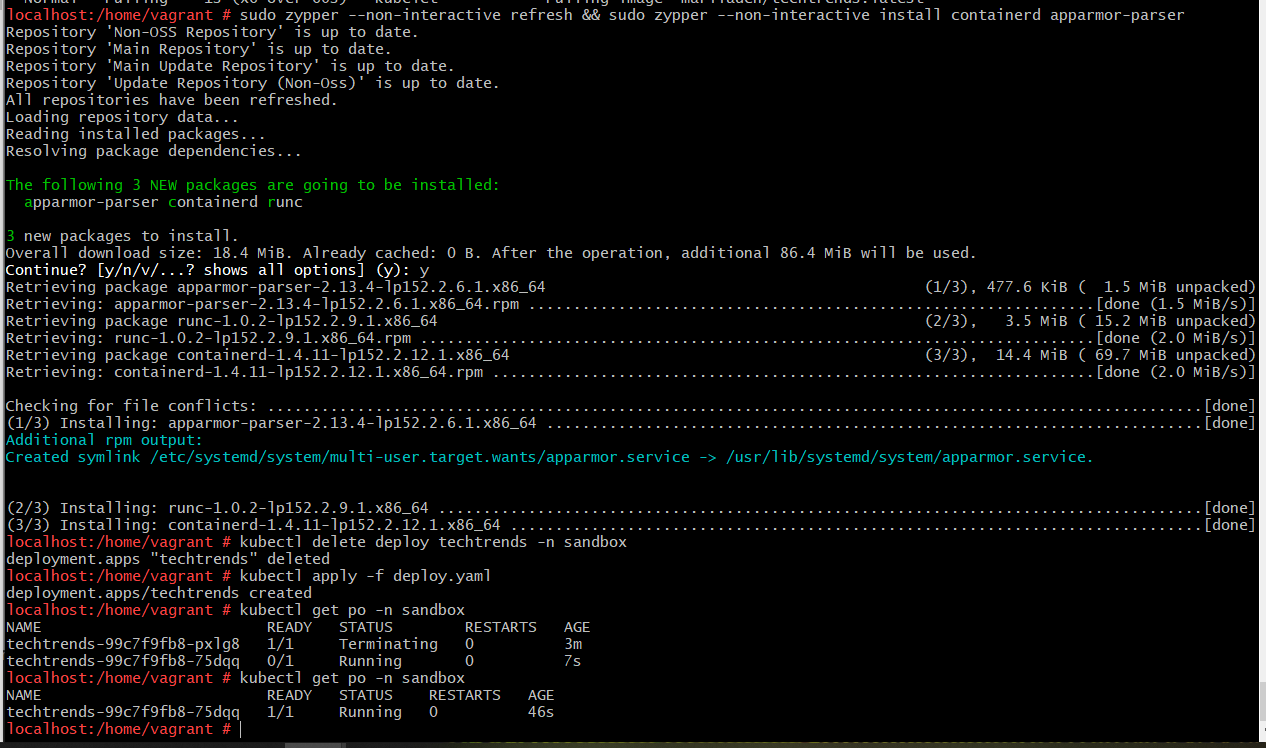 localhost:/home/vagrant # sudo zypper --non-interactive refresh && sudo zypper --non-interactive install containerd apparmor-parser
Repository 'Non-OSS Repository' is up to date.
Repository 'Main Repository' is up to date.
Repository 'Main Update Repository' is up to date.
Repository 'Update Repository (Non-Oss)' is up to date.
All repositories have been refreshed.
Loading repository data...
Reading installed packages...
Resolving package dependencies...
The following 3 NEW packages are going to be installed:
  apparmor-parser containerd runc
3 new packages to install.
Overall download size: 18.4 MiB. Already cached: 0 B. After the operation, additional 86.4 MiB will be used.
Continue? [y/n/v/...? shows all options] (y): y
Retrieving package apparmor-parser-2.13.4-lp152.2.6.1.x86_64 (1/3), 477.6 KiB (  1.5 MiB unpacked)
Retrieving: apparmor-parser-2.13.4-lp152.2.6.1.x86_64.rpm ..........[done (1.5 MiB/s)]
Retrieving package runc-1.0.2-lp152.2.9.1.x86_64 (2/3),   3.5 MiB ( 15.2 MiB unpacked)
Retrieving: runc-1.0.2-lp152.2.9.1.x86_64.rpm ..........[done (2.0 MiB/s)]
Retrieving package containerd-1.4.11-lp152.2.12.1.x86_64 (3/3),  14.4 MiB ( 69.7 MiB unpacked)
Retrieving: containerd-1.4.11-lp152.2.12.1.x86_64.rpm ..........[done (2.0 MiB/s)]
Checking for file conflicts: ..........[done]
(1/3) Installing: apparmor-parser-2.13.4-lp152.2.6.1.x86_64 ..........[done]
Additional rpm output:
Created symlink /etc/systemd/system/multi-user.target.wants/apparmor.service -> /usr/lib/systemd/system/apparmor.service.
(2/3) Installing: runc-1.0.2-lp152.2.9.1.x86_64 ..........[done]
(3/3) Installing: containerd-1.4.11-lp152.2.12.1.x86_64 ..........[done]
localhost:/home/vagrant # kubectl delete deploy techtrends -n sandbox
deployment.apps "techtrends" deleted
localhost:/home/vagrant # kubectl apply -f deploy.yaml
deployment.apps/techtrends created
localhost:/home/vagrant # kubectl get po -n sandbox
NAME                         READY   STATUS        RESTARTS   AGE
techtrends-99c7f9fb8-pxlg8   1/1     Terminating   0          3m
techtrends-99c7f9fb8-75dqq   0/1     Running       0          7s
localhost:/home/vagrant # kubectl get po -n sandbox
NAME                         READY   STATUS    RESTARTS   AGE
techtrends-99c7f9fb8-75dqq   1/1     Running   0          46s
localhost:/home/vagrant #